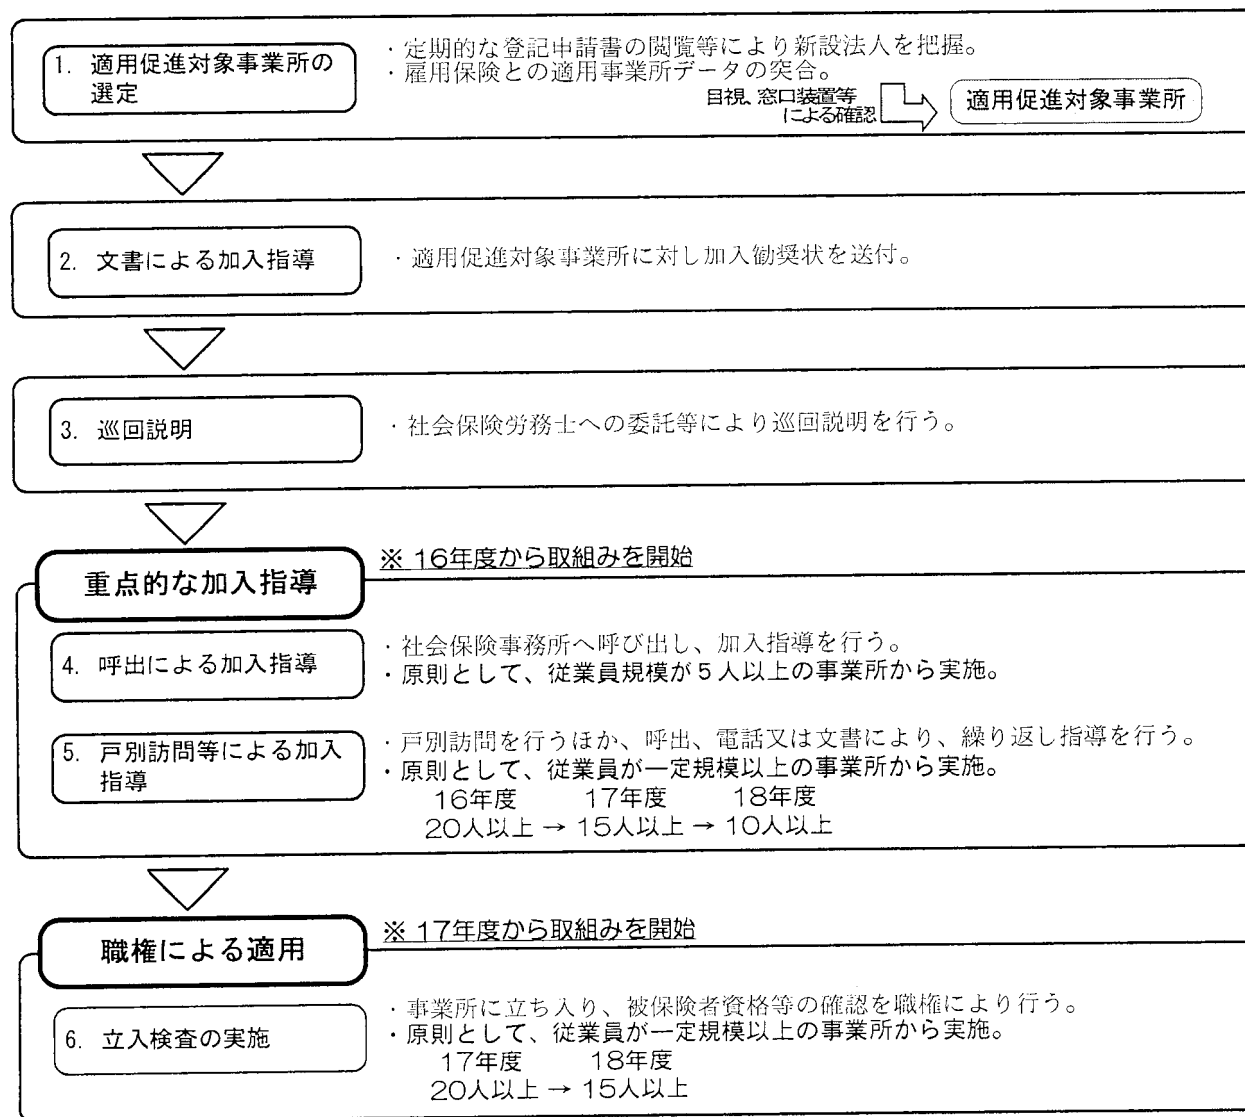 1. 適用促進対象事業所の
選定
・定期的な登記申請書の閲覧等により新設法人を把握。
・雇用保険との適用事業所データの突合。
目視、窓口装置等
による確認
適用促進対象事業所
2. 文書による加入指導
・適用促進対象事業所に対し加入勧奨状を送付。
3. 巡回説明
・社会保険労務士への委託等により巡回説明を行う。
重点的な加入指導
※ 16年度から取組みを開始
4. 呼出による加入指導
・社会保険事務所へ呼び出し、加入指導を行う。
・原則として、従業員規模が5人以上の事業所から実施。
5. 戸別訪問等による加入
指導
・戸別訪問を行うほか、呼出、電話又は文書により、繰り返し指導を行う。
・原則として、従業員が一定規模以上の事業所から実施。
16年度 17年度 18年度
20人以上 → 15人以上 → 10人以上
職権による適用
※ 17年度から取組みを開始
6. 立入検査の実施
・事業所に立ち入り、被保険者資格等の確認を職権により行う。
・原則として、従業員が一定規模以上の事業所から実施。
17年度 18年度
20人以上 → 15人以上